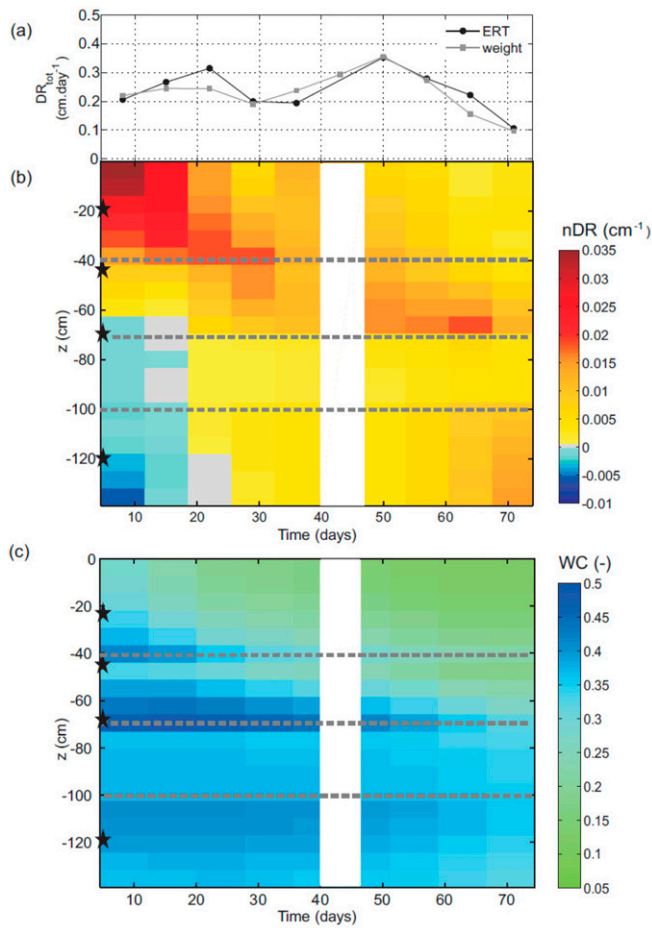 (a)
DR_tot (cm.day⁻¹)
0.5
0.4
0.3
0.2
0.1
0
ERT
weight
(b)
z (cm)
-20
-40
-60
-80
-100
-120
10 20 30 40 50 60 70
Time (days)
nDR (cm⁻¹)
0.035
0.03
0.025
0.02
0.015
0.01
0.005
0
-0.005
-0.01
(c)
z (cm)
0
-20
-40
-60
-80
-100
-120
10 20 30 40 50 60 70
Time (days)
WC (-)
0.5
0.45
0.4
0.35
0.3
0.25
0.2
0.15
0.1
0.05